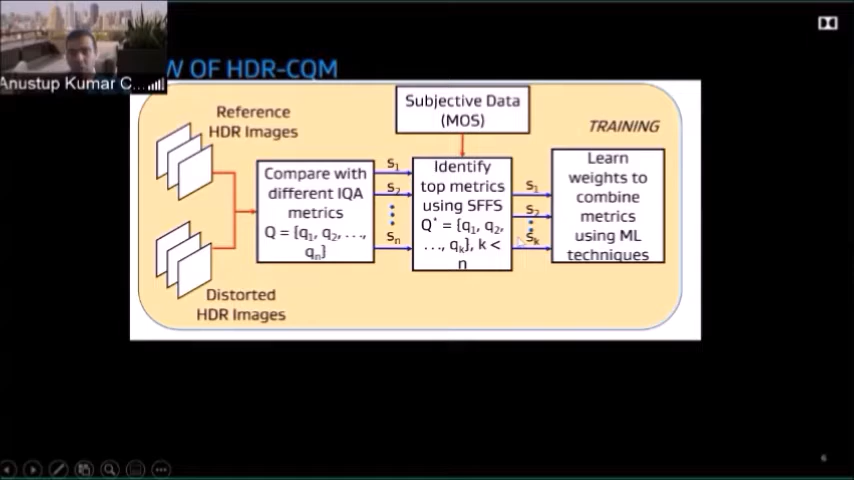 W OF HDR-CQM
Anustup Kumar C...
Reference
HDR Images
Distorted
HDR Images
Compare with
different IQA
metrics
Q = {q1, q2, ...,
qn}
s1
s2
sn
Subjective Data
(MOS)
Identify
top metrics
using SFFS
Q* = {q1, q2,
..., qk}, k <
n
s1
s2
sk
TRAINING
Learn
weights to
combine
metrics
using ML
techniques
6